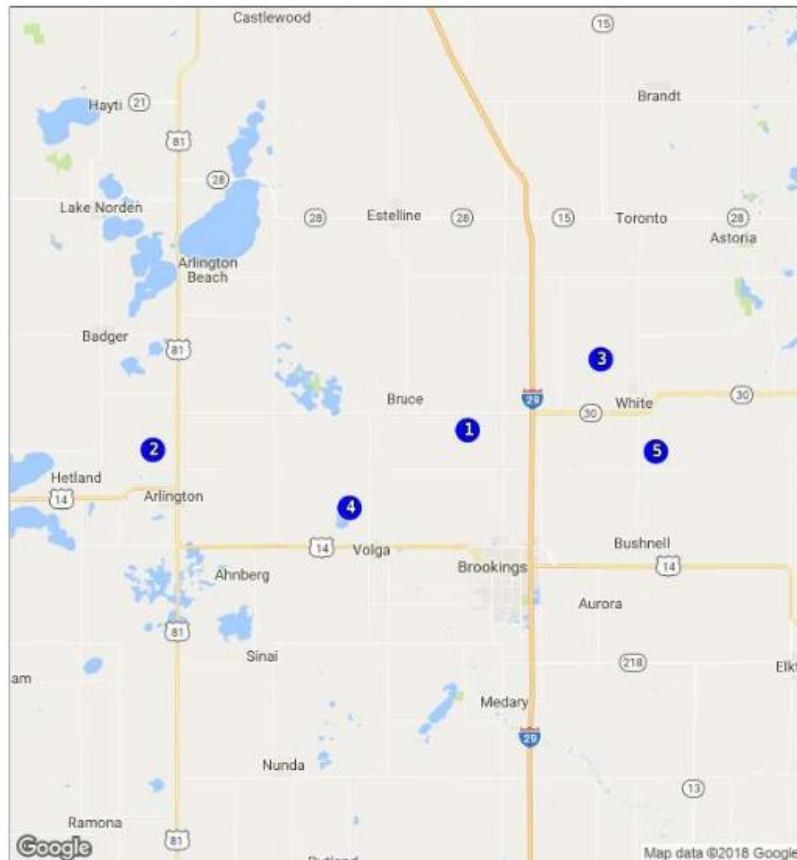 Castlewood
15
Brandt
Hayti
21
81
28
Lake Norden
28
Estelline
28
15
Toronto
28
Astoria
Arlington
Beach
Badger
81
3
29
Bruce
White
30
30
1
2
5
Hetland
14
Arlington
4
14
Volga
Bushnell
14
Brookings
Ahnberg
Aurora
81
Sinai
218
am
Elkt
Medary
29
Nunda
13
Ramona
81
Google
Rutland
Map data ©2018 Google